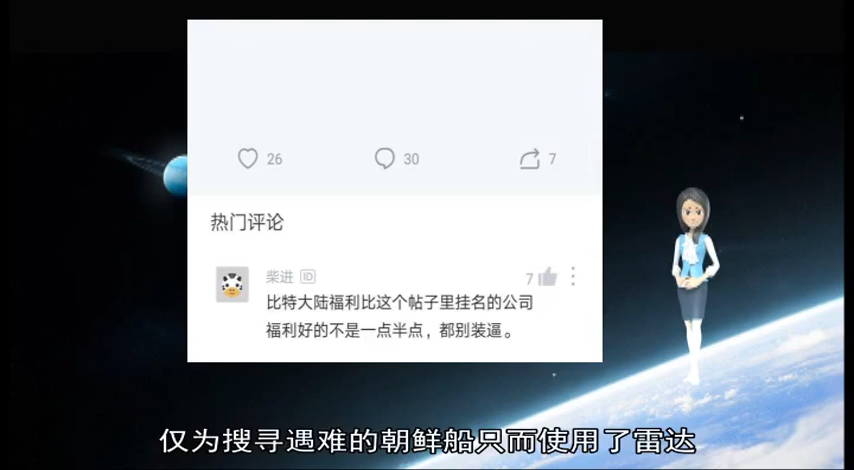 26 30 7
热门评论
柴进 ID 7
比特大陆福利比这个帖子里挂名的公司
福利好的不是一点半点，都别装逼。
仅为搜寻遇难的朝鲜船只而使用了雷达